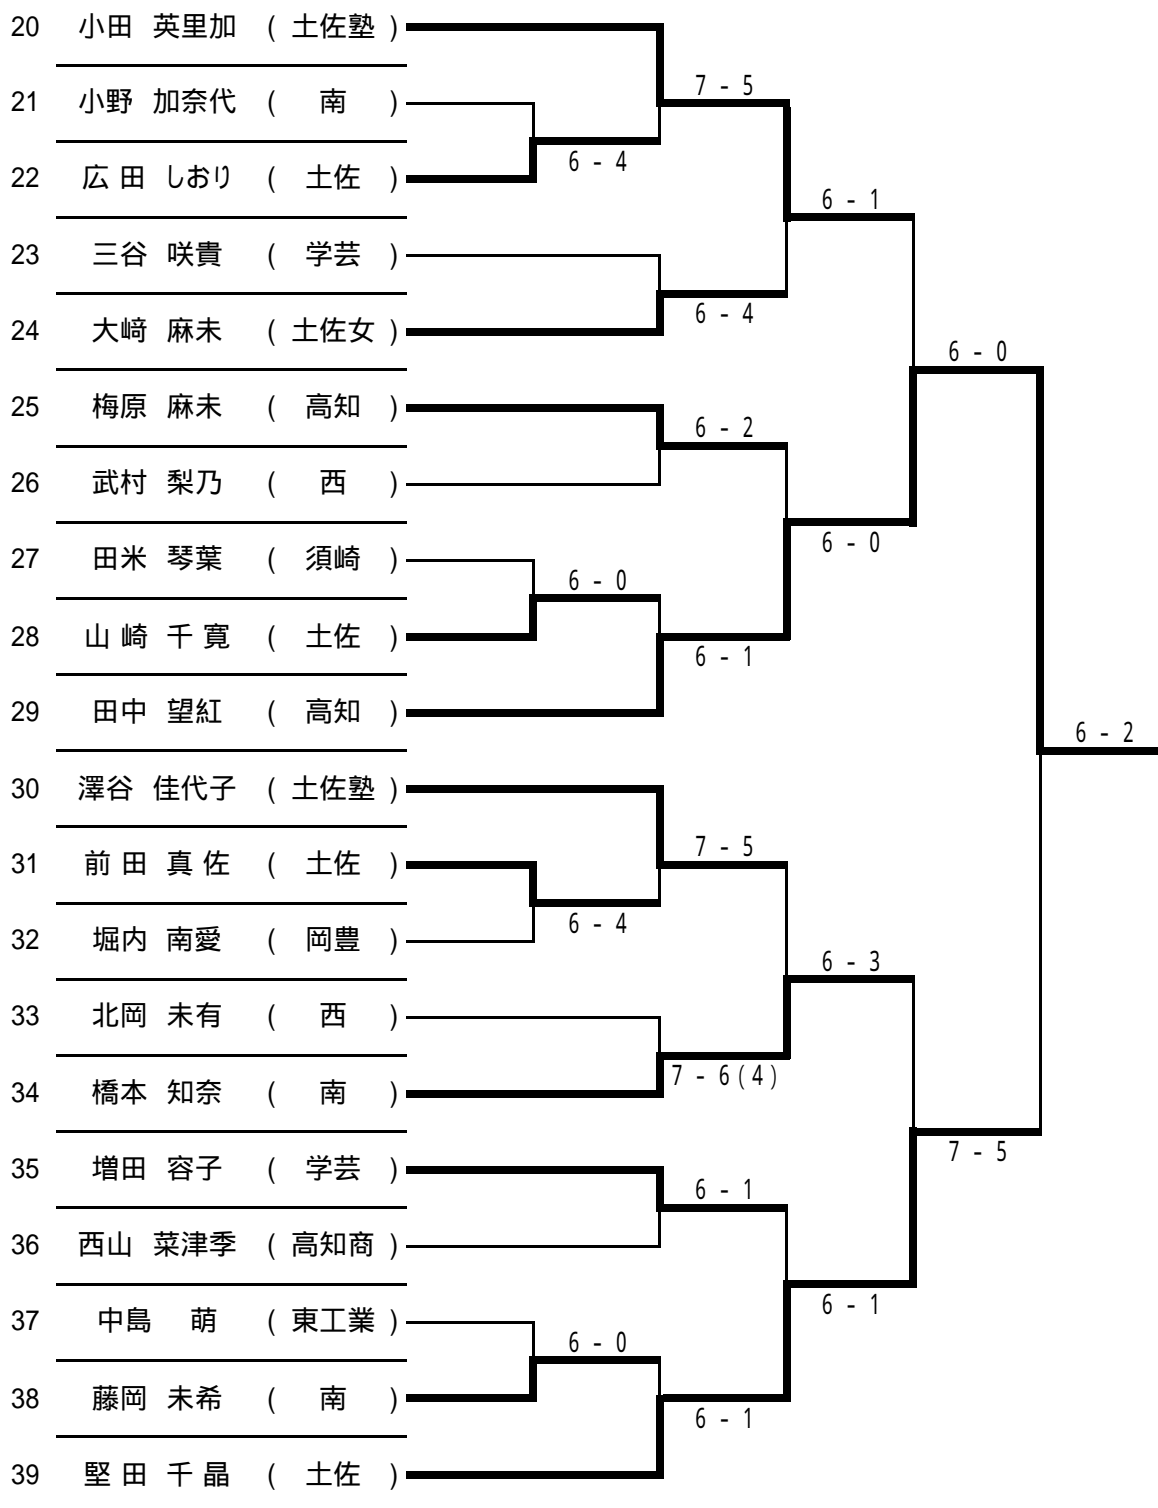 20 小田 英里加 ( 土佐塾 )
7 - 5
21 小野 加奈代 ( 南 )
6 - 4
22 広田 しおり ( 土佐 )
6 - 1
23 三谷 咲貴 ( 学芸 )
6 - 4
24 大﨑 麻未 ( 土佐女 )
6 - 0
25 梅原 麻未 ( 高知 )
6 - 2
26 武村 梨乃 ( 西 )
6 - 0
27 田米 琴葉 ( 須崎 )
6 - 0
28 山崎 千寛 ( 土佐 )
6 - 1
29 田中 望紅 ( 高知 )
6 - 2
30 澤谷 佳代子 ( 土佐塾 )
7 - 5
31 前田 真佐 ( 土佐 )
6 - 4
32 堀内 南愛 ( 岡豊 )
6 - 3
33 北岡 未有 ( 西 )
7 - 6(4)
34 橋本 知奈 ( 南 )
7 - 5
35 増田 容子 ( 学芸 )
6 - 1
36 西山 菜津季 ( 高知商 )
6 - 1
37 中島 萌 ( 東工業 )
6 - 0
38 藤岡 未希 ( 南 )
6 - 1
39 堅田 千晶 ( 土佐 )